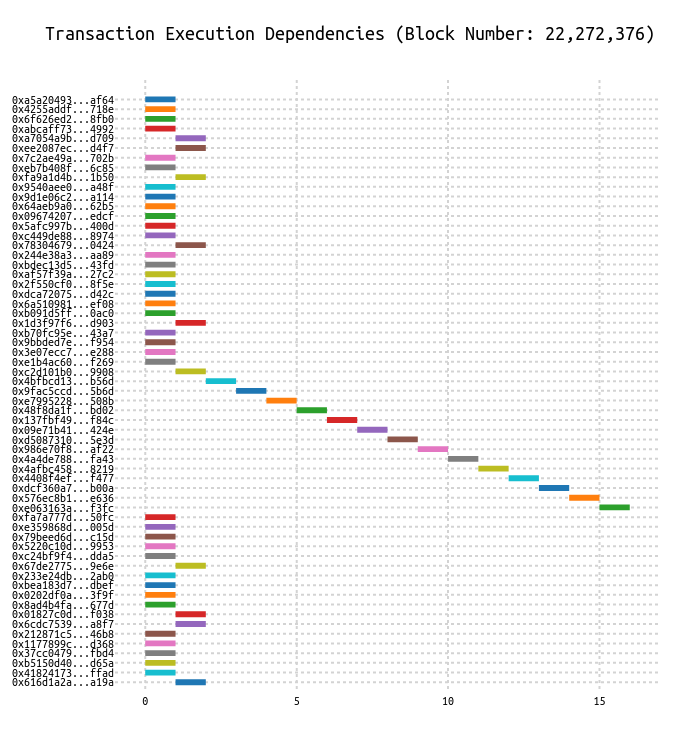 Transaction Execution Dependencies (Block Number: 22,272,376)
0xa5a20493...af64
0x4255addf...718e
0x6f626ed2...8fb0
0xabcaff73...4992
0xa7054a9b...d709
0xee2087ec...d4f7
0x7c2ae49a...702b
0xeb7b408f...6c85
0xfa9a1d4b...1b50
0x9540aee0...a48f
0x9d1e06c2...a114
0x64aeb9a0...62b5
0x09674207...edcf
0x5afc997b...400d
0xc449de88...8974
0x78304679...0424
0x244e38a3...aa89
0xbdec13d5...43fd
0xaf57f39a...27c2
0x2f550cf0...8f5e
0xdca72075...d42c
0x6a510981...ef08
0xb091d5ff...0ac0
0x1d3f97f6...d903
0xb70fc95e...43a7
0x9bbded7e...f954
0x3e07ecc7...e288
0xe1b4ac60...f269
0xc2d101b0...9908
0x4bfbcd13...b56d
0x9fac5ccd...5b6d
0xe7995228...508b
0x48f8da1f...bd02
0x137fbf49...f84c
0x09e71b41...424e
0xd5087310...5e3d
0x986e70f8...af22
0x4a4de788...fa43
0x4afbc458...8219
0x4408f4ef...f477
0xdcf360a7...b00a
0x576ec8b1...e636
0xe063163a...f3fc
0xfa7a777d...50fc
0xe359868d...005d
0x79beed6d...c15d
0x5220c10d...9953
0xc24bf9f4...dda5
0x67de2775...9e6e
0x233e24db...2ab0
0xbea183d7...dbef
0x0202df0a...3f9f
0x8ad4b4fa...677d
0x01827c0d...f038
0x6cdc7539...a8f7
0x212871c5...46b8
0x1177899c...d368
0x37cc0479...fbd4
0xb5150d40...d65a
0x41824173...ffad
0x616d1a2a...a19a
0 5 10 15